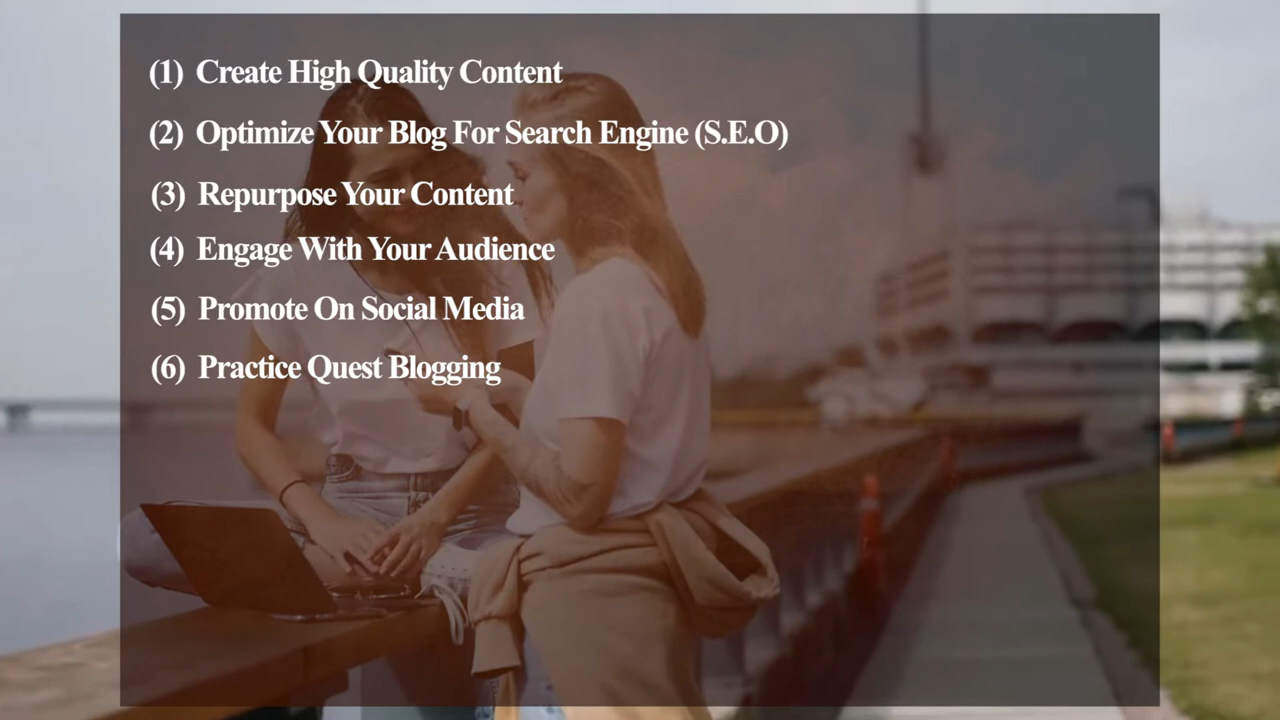 (1) Create High Quality Content
(2) Optimize Your Blog For Search Engine (S.E.O)
(3) Repurpose Your Content
(4) Engage With Your Audience
(5) Promote On Social Media
(6) Practice Quest Blogging